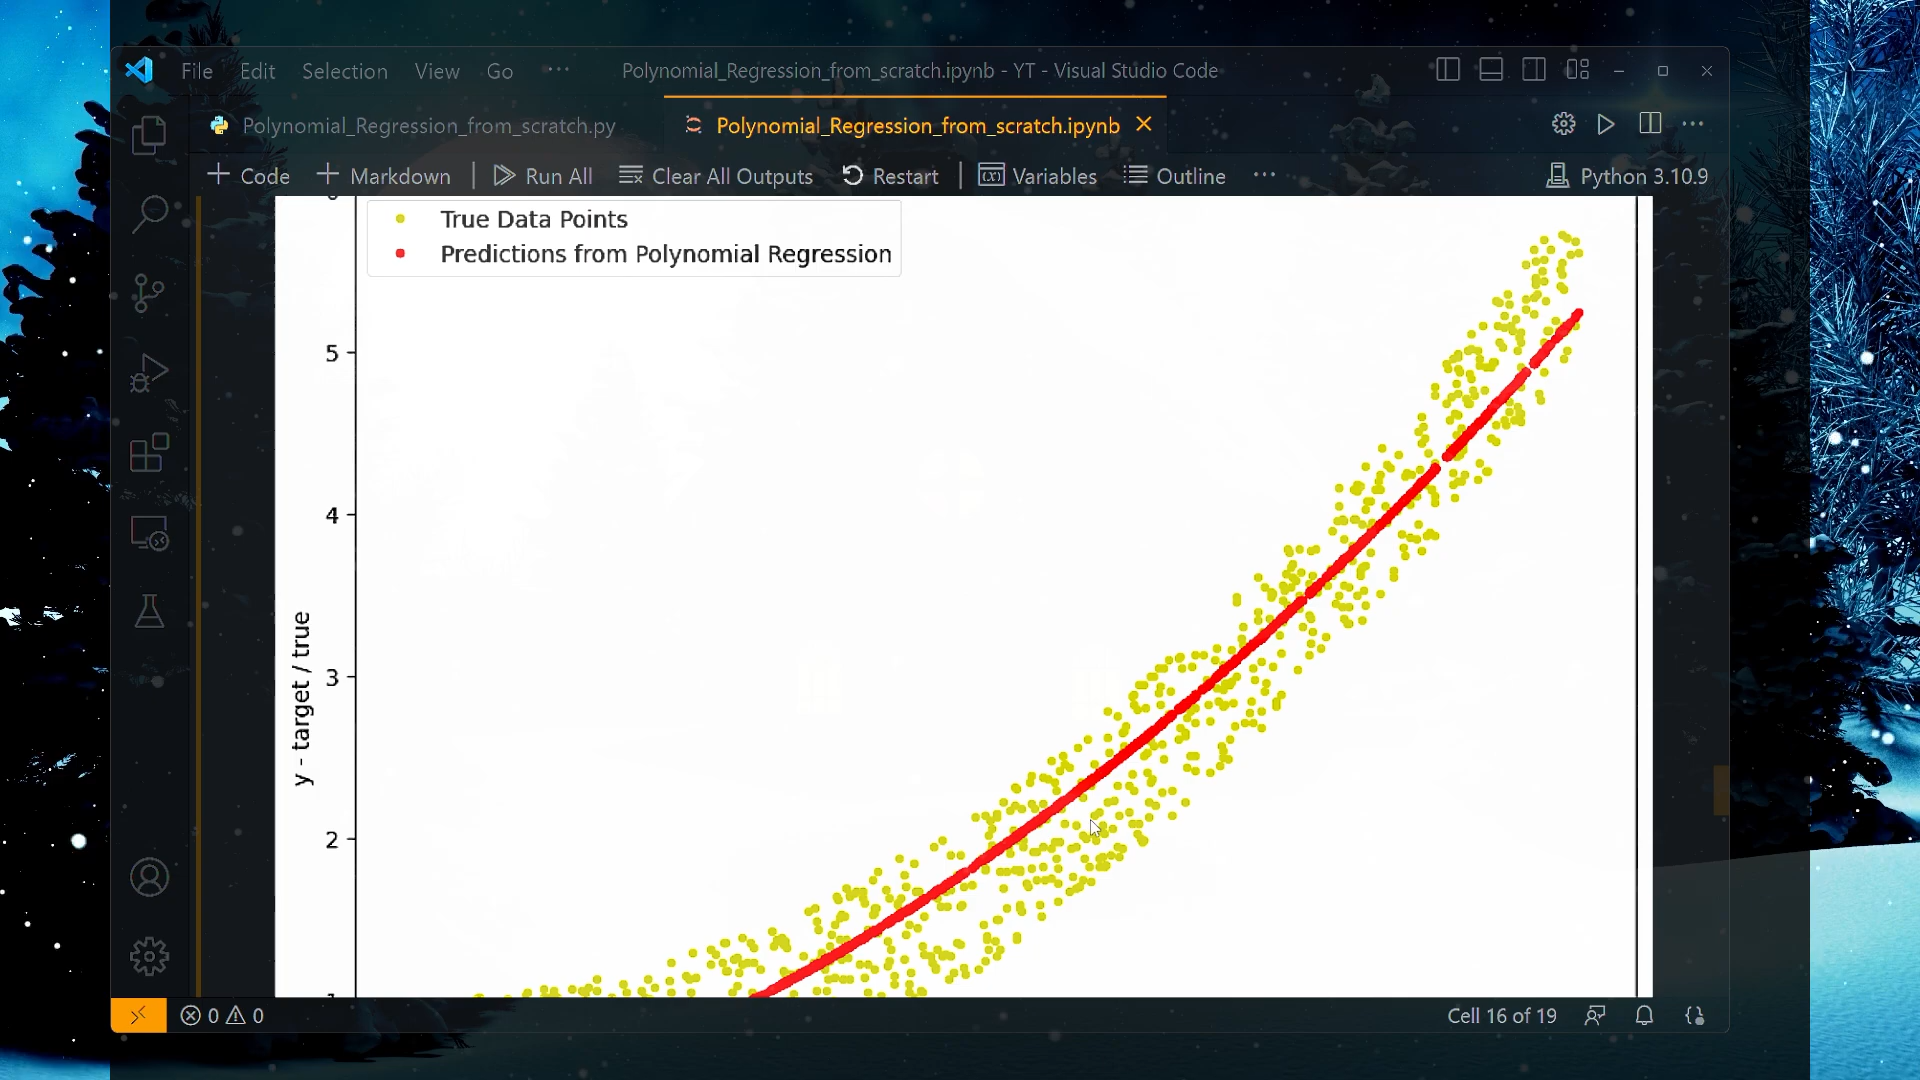 File Edit Selection View Go ··· Polynomial_Regression_from_scratch.ipynb - YT - Visual Studio Code
Polynomial_Regression_from_scratch.py Polynomial_Regression_from_scratch.ipynb
+ Code + Markdown Run All Clear All Outputs Restart Variables Outline ··· Python 3.10.9
True Data Points
Predictions from Polynomial Regression
5
4
3
2
y - target / true
0 0 Cell 16 of 19